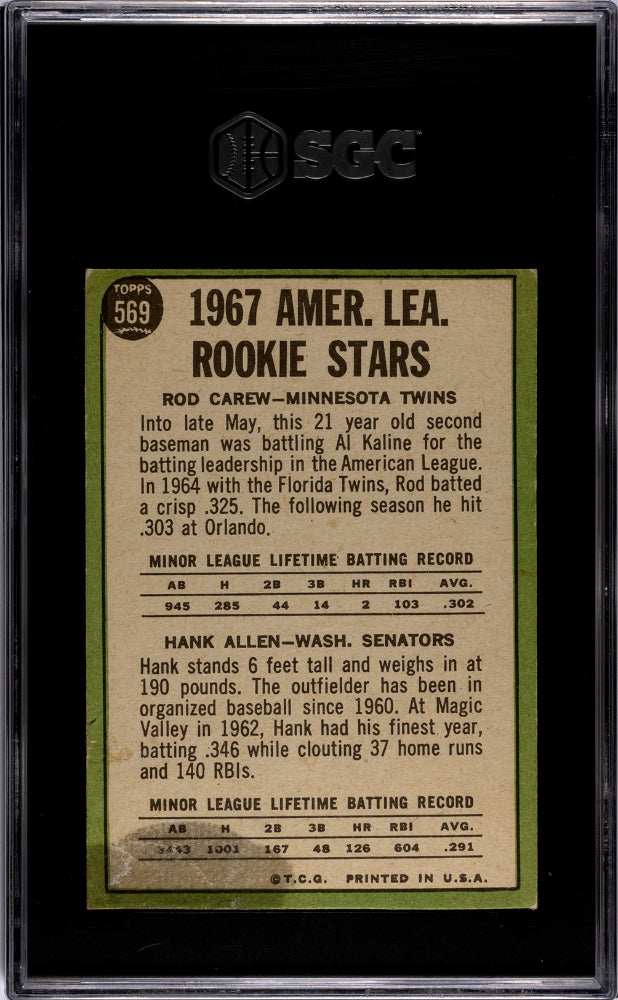 SGC
TOPPS
569
1967 AMER. LEA.
ROOKIE STARS
ROD CAREW—MINNESOTA TWINS
Into late May, this 21 year old second
baseman was battling Al Kaline for the
batting leadership in the American League.
In 1964 with the Florida Twins, Rod batted
a crisp .325. The following season he hit
.303 at Orlando.
MINOR LEAGUE LIFETIME BATTING RECORD
AB H 2B 3B HR RBI AVG.
945 285 44 14 2 103 .302
HANK ALLEN—WASH. SENATORS
Hank stands 6 feet tall and weighs in at
190 pounds. The outfielder has been in
organized baseball since 1960. At Magic
Valley in 1962, Hank had his finest year,
batting .346 while clouting 37 home runs
and 140 RBIs.
MINOR LEAGUE LIFETIME BATTING RECORD
AB H 2B 3B HR RBI AVG.
3443 1001 167 48 126 604 .291
©T.C.G. PRINTED IN U.S.A.